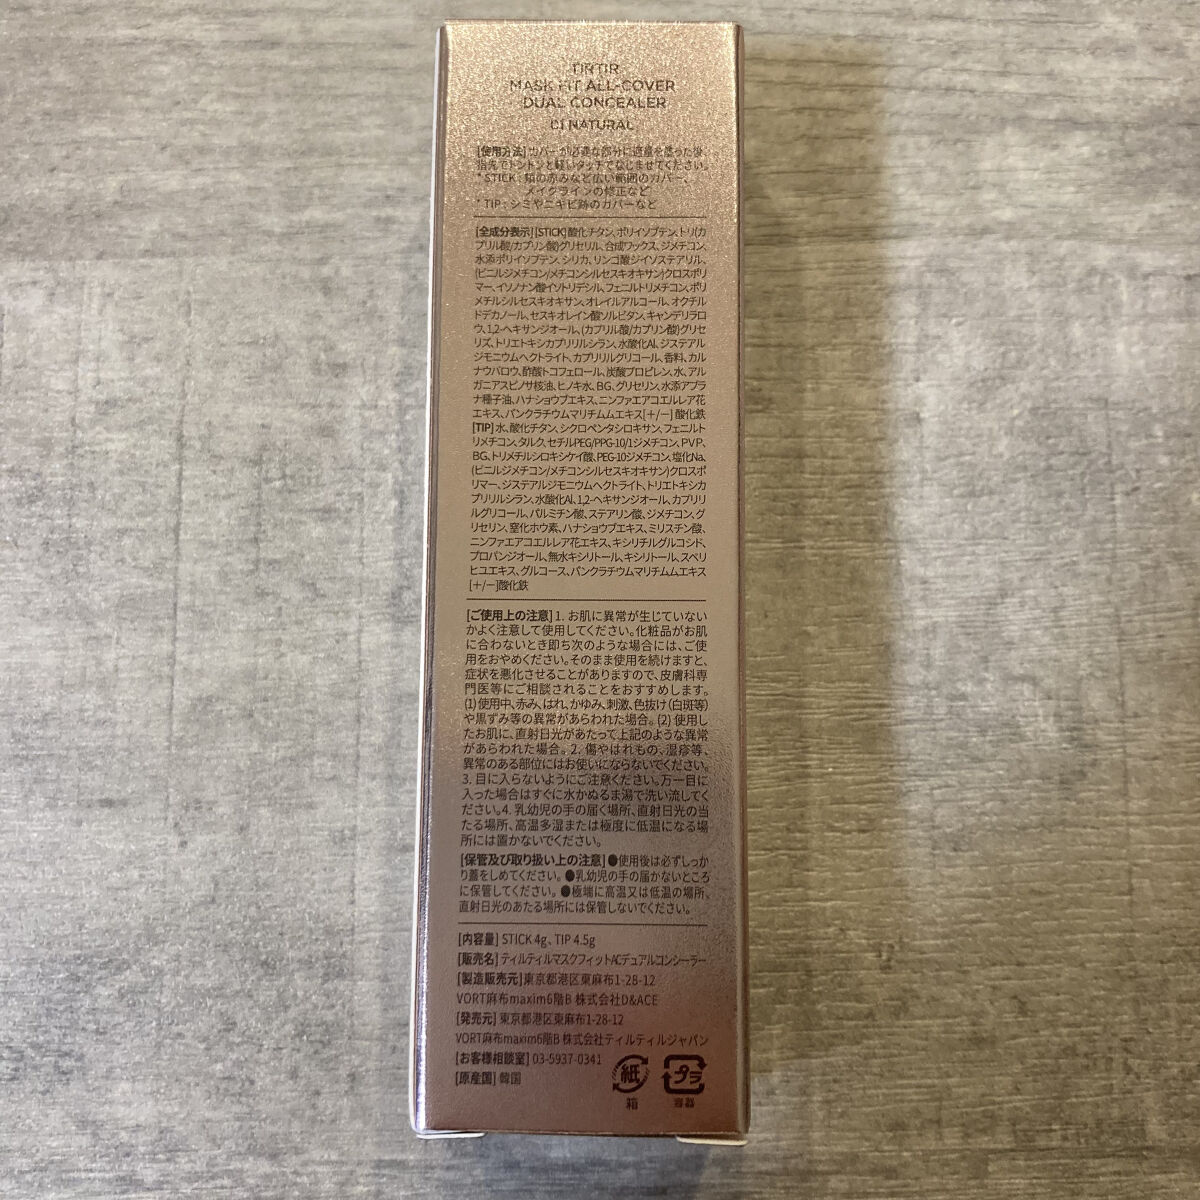 TIRTIR
MASK FIT ALL-COVER
DUAL CONCEALER
01 NATURAL
[使用方法] カバーが必要な部分に適量を塗った後
指先でトントンと軽いタッチでなじませてください。
* STICK : 頬の赤みなど広い範囲のカバー、
メイクラインの修正など
* TIP : シミやニキビ跡のカバーなど
[全成分表示] [STICK] 酸化チタン、ポリイソブテン、トリ(カ
プリル酸/カプリン酸)グリセリル、合成ワックス、ジメチコン、
水添ポリイソブテン、シリカ、リンゴ酸ジイソステアリル、
(ビニルジメチコン/メチコンシルセスキオキサン)クロスポリ
マー、イソノナン酸イソトリデシル、フェニルトリメチコン、ポリ
メチルシルセスキオキサン、オレイルアルコール、オクチル
ドデカノール、セスキオレイン酸ソルビタン、キャンデリラロ
ウ、1,2-ヘキサンジオール、(カプリル酸/カプリン酸)グリセ
リズ、トリエトキシカプリリルシラン、水酸化Al、ジステアル
ジモニウムヘクトライト、カプリリルグリコール、香料、カル
ナウバロウ、酢酸トコフェロール、炭酸プロピレン、水、アル
ガニアスピノサ核油、ヒノキ水、BG、グリセリン、水添アブラ
ナ種子油、ハナショウブエキス、ニンファエアコエルレア花
エキス、パンクラチウムマリチムムエキス[+/−] 酸化鉄
[TIP] 水、酸化チタン、シクロペンタシロキサン、フェニルト
リメチコン、タルク、セチルPEG/PPG-10/1ジメチコン、PVP、
BG、トリメチルシロキシケイ酸、PEG-10ジメチコン、塩化Na、
(ビニルジメチコン/メチコンシルセスキオキサン)クロスポ
リマー、ジステアルジモニウムヘクトライト、トリエトキシカ
プリリルシラン、水酸化Al、1,2-ヘキサンジオール、カプリリ
ルグリコール、パルミチン酸、ステアリン酸、ジメチコン、グ
リセリン、窒化ホウ素、ハナショウブエキス、ミリスチン酸、
ニンファエアコエルレア花エキス、キシリチルグルコシド、
プロパンジオール、無水キシリトール、キシリトール、スベリ
ヒユエキス、グルコース、パンクラチウムマリチムムエキス
[+/−]酸化鉄
[ご使用上の注意] 1. お肌に異常が生じていない
かよく注意して使用してください。化粧品がお肌
に合わないとき即ち次のような場合には、ご使
用をおやめください。そのまま使用を続けますと、
症状を悪化させることがありますので、皮膚科専
門医等にご相談されることをおすすめします。
(1) 使用中、赤み、はれ、かゆみ、刺激、色抜け (白斑等)
や黒ずみ等の異常があらわれた場合。(2) 使用し
たお肌に、直射日光があたって上記のような異常
があらわれた場合。2. 傷やはれもの、湿疹等、
異常のある部位にはお使いにならないでください。
3. 目に入らないようにご注意ください。万一目に
入った場合はすぐに水かぬるま湯で洗い流してく
ださい。4. 乳幼児の手の届く場所、直射日光の当
たる場所、高温多湿または極度に低温になる場
所には置かないでください。
[保管及び取り扱い上の注意] ●使用後は必ずしっか
り蓋をしめてください。●乳幼児の手の届かないところ
に保管してください。●極端に高温又は低温の場所、
直射日光のあたる場所には保管しないでください。
[内容量] STICK 4g、TIP 4.5g
[販売名] ティルティルマスクフィットACデュアルコンシーラー
[製造販売元] 東京都港区東麻布1-28-12
VORT麻布maxim6階B 株式会社D&ACE
[発売元] 東京都港区東麻布1-28-12
VORT麻布maxim6階B 株式会社ティルティルジャパン
[お客様相談室] 03-5937-0341
[原産国] 韓国
紙 プラ
箱 容器